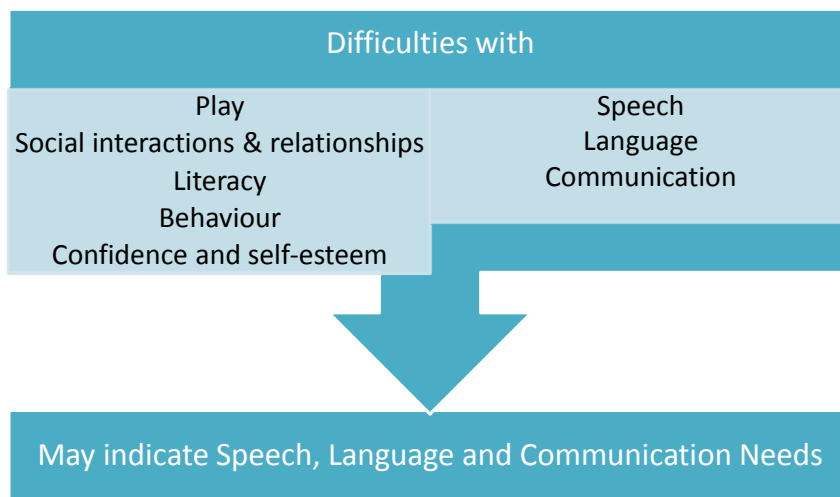 Difficulties with
Play
Social interactions & relationships
Literacy
Behaviour
Confidence and self-esteem
Speech
Language
Communication
May indicate Speech, Language and Communication Needs